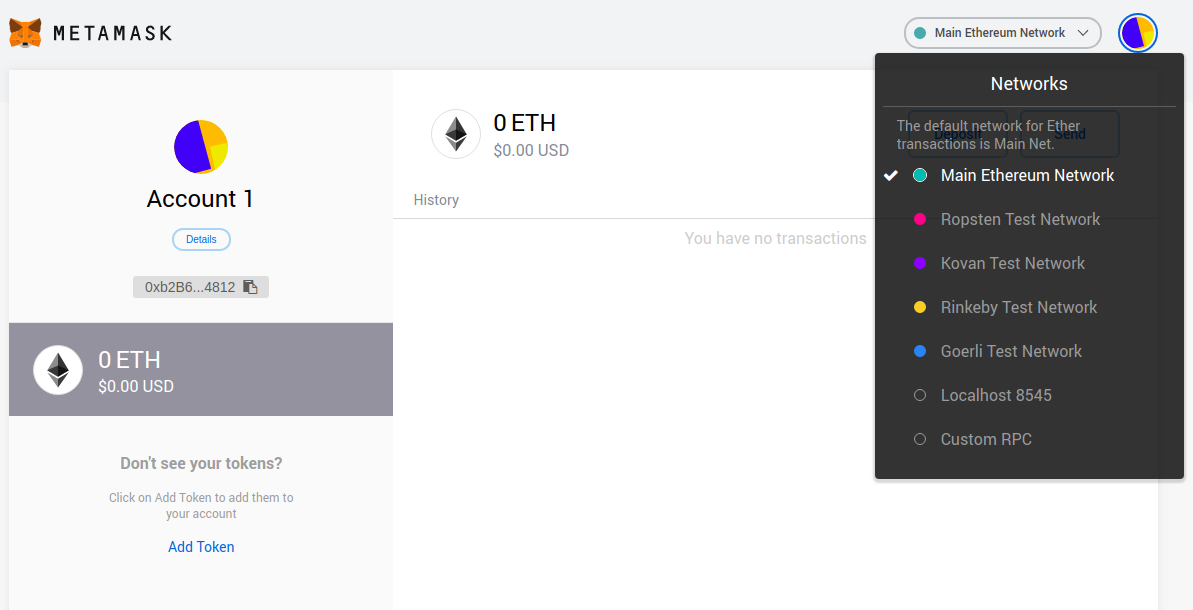 METAMASK
Main Ethereum Network
Account 1
Details
0xb2B6...4812
0 ETH
$0.00 USD
Don't see your tokens?
Click on Add Token to add them to
your account
Add Token
0 ETH
$0.00 USD
Deposit
Send
History
You have no transactions
Networks
The default network for Ether
transactions is Main Net.
Main Ethereum Network
Ropsten Test Network
Kovan Test Network
Rinkeby Test Network
Goerli Test Network
Localhost 8545
Custom RPC